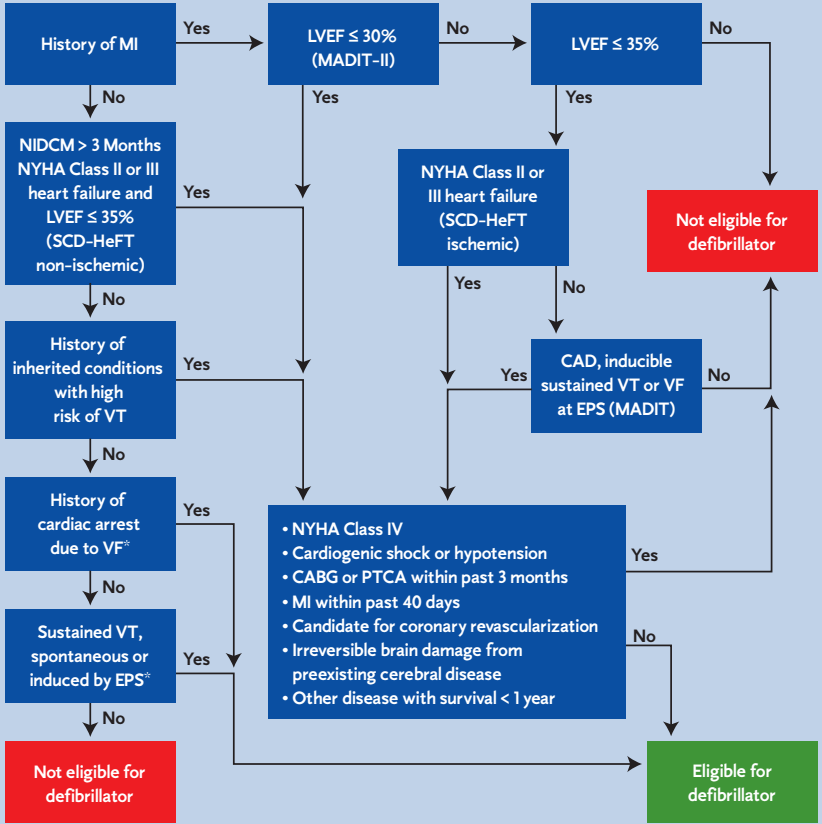 History of MI
Yes
LVEF ≤ 30%
(MADIT-II)
No
LVEF ≤ 35%
No
No
Yes
Yes
NIDCM > 3 Months
NYHA Class II or III
heart failure and
LVEF ≤ 35%
(SCD-HeFT
non-ischemic)
Yes
NYHA Class II or
III heart failure
(SCD-HeFT
ischemic)
Not eligible for
defibrillator
No
Yes
No
History of
inherited conditions
with high
risk of VT
Yes
Yes
CAD, inducible
sustained VT or VF
at EPS (MADIT)
No
No
History of
cardiac arrest
due to VF*
Yes
• NYHA Class IV
• Cardiogenic shock or hypotension
• CABG or PTCA within past 3 months
• MI within past 40 days
• Candidate for coronary revascularization
• Irreversible brain damage from
preexisting cerebral disease
• Other disease with survival < 1 year
Yes
No
No
Sustained VT,
spontaneous or
induced by EPS*
Yes
No
Not eligible for
defibrillator
Eligible for
defibrillator